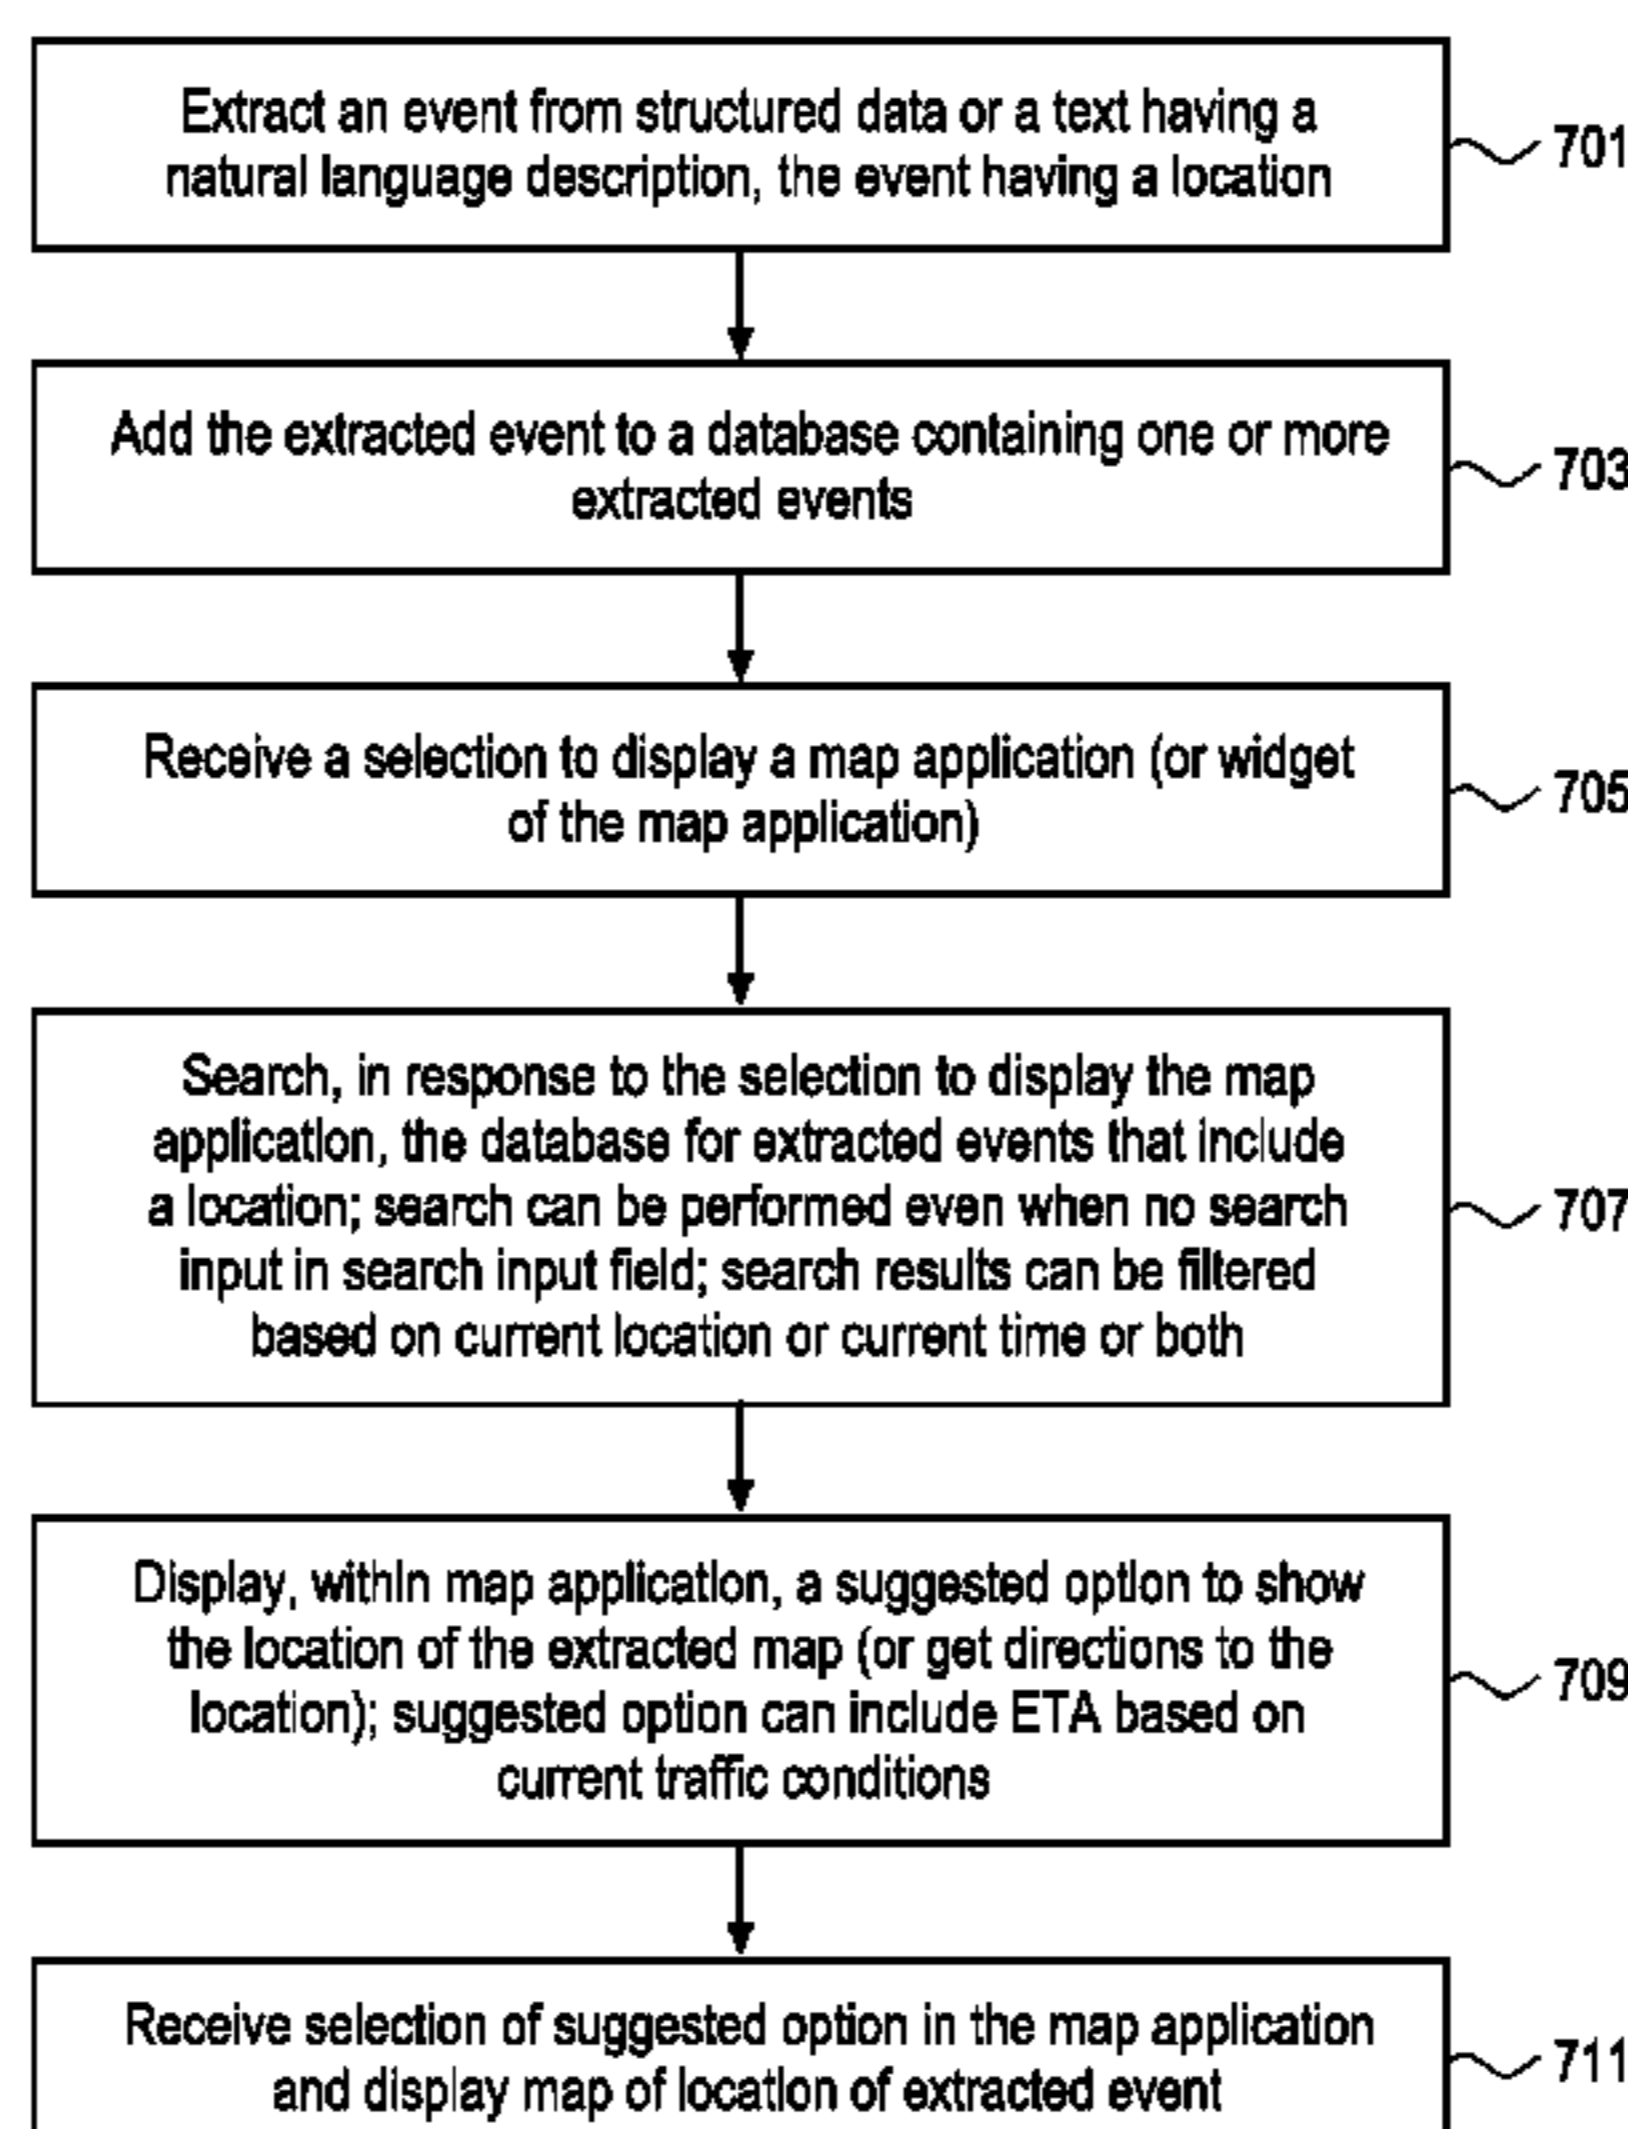 Extract an event from structured data or a text having a
natural language description, the event having a location
701
Add the extracted event to a database containing one or more
extracted events
703
Receive a selection to display a map application (or widget
of the map application)
705
Search, in response to the selection to display the map
application, the database for extracted events that include
a location; search can be performed even when no search
input in search input field; search results can be filtered
based on current location or current time or both
707
Display, within map application, a suggested option to show
the location of the extracted map (or get directions to the
location); suggested option can include ETA based on
current traffic conditions
709
Receive selection of suggested option in the map application
and display map of location of extracted event
711